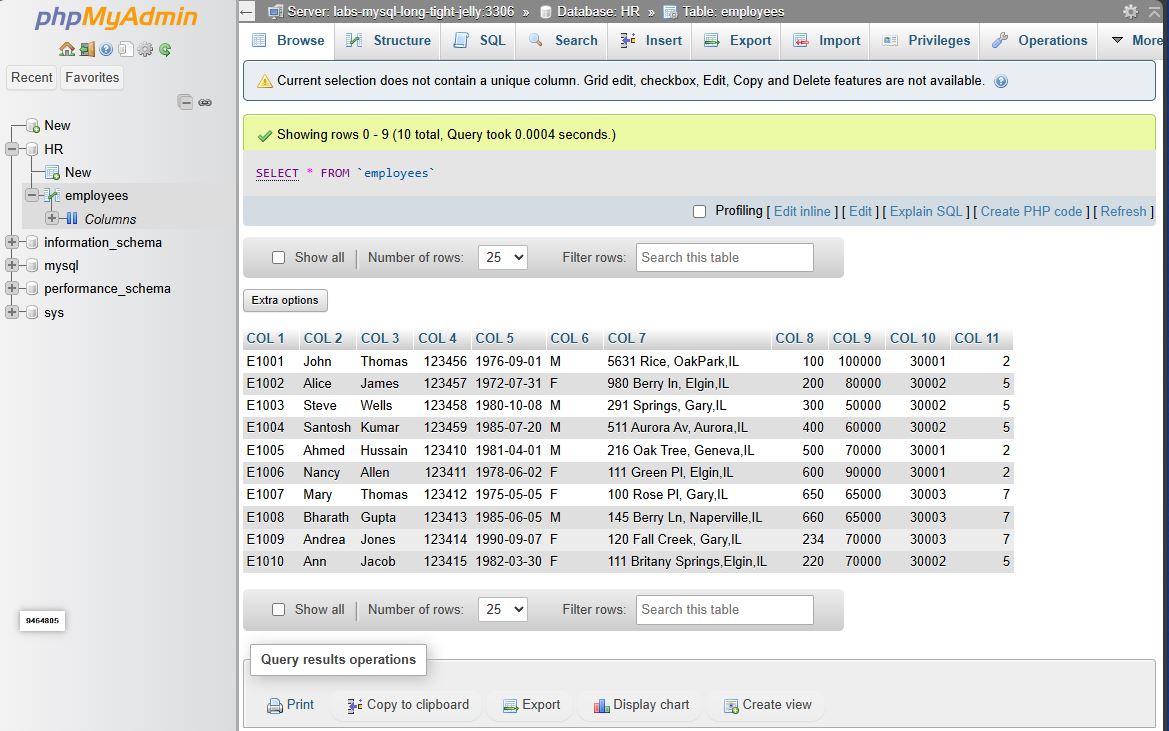 phpMyAdmin
Recent Favorites
New
HR
New
employees
Columns
information_schema
mysql
performance_schema
sys
9464805
Server: labs-mysql-long-tight-jelly:3306 » Database: HR » Table: employees
Browse Structure SQL Search Insert Export Import Privileges Operations More
Current selection does not contain a unique column. Grid edit, checkbox, Edit, Copy and Delete features are not available.
Showing rows 0 - 9 (10 total, Query took 0.0004 seconds.)
SELECT * FROM `employees`
Profiling [ Edit inline ] [ Edit ] [ Explain SQL ] [ Create PHP code ] [ Refresh ]
Show all Number of rows: 25 Filter rows: Search this table
Extra options
COL 1 COL 2 COL 3 COL 4 COL 5 COL 6 COL 7 COL 8 COL 9 COL 10 COL 11
E1001 John Thomas 123456 1976-09-01 M 5631 Rice, OakPark,IL 100 100000 30001 2
E1002 Alice James 123457 1972-07-31 F 980 Berry ln, Elgin,IL 200 80000 30002 5
E1003 Steve Wells 123458 1980-10-08 M 291 Springs, Gary,IL 300 50000 30002 5
E1004 Santosh Kumar 123459 1985-07-20 M 511 Aurora Av, Aurora,IL 400 60000 30002 5
E1005 Ahmed Hussain 123410 1981-04-01 M 216 Oak Tree, Geneva,IL 500 70000 30001 2
E1006 Nancy Allen 123411 1978-06-02 F 111 Green Pl, Elgin,IL 600 90000 30001 2
E1007 Mary Thomas 123412 1975-05-05 F 100 Rose Pl, Gary,IL 650 65000 30003 7
E1008 Bharath Gupta 123413 1985-06-05 M 145 Berry Ln, Naperville,IL 660 65000 30003 7
E1009 Andrea Jones 123414 1990-09-07 F 120 Fall Creek, Gary,IL 234 70000 30003 7
E1010 Ann Jacob 123415 1982-03-30 F 111 Britany Springs,Elgin,IL 220 70000 30002 5
Show all Number of rows: 25 Filter rows: Search this table
Query results operations
Print Copy to clipboard Export Display chart Create view